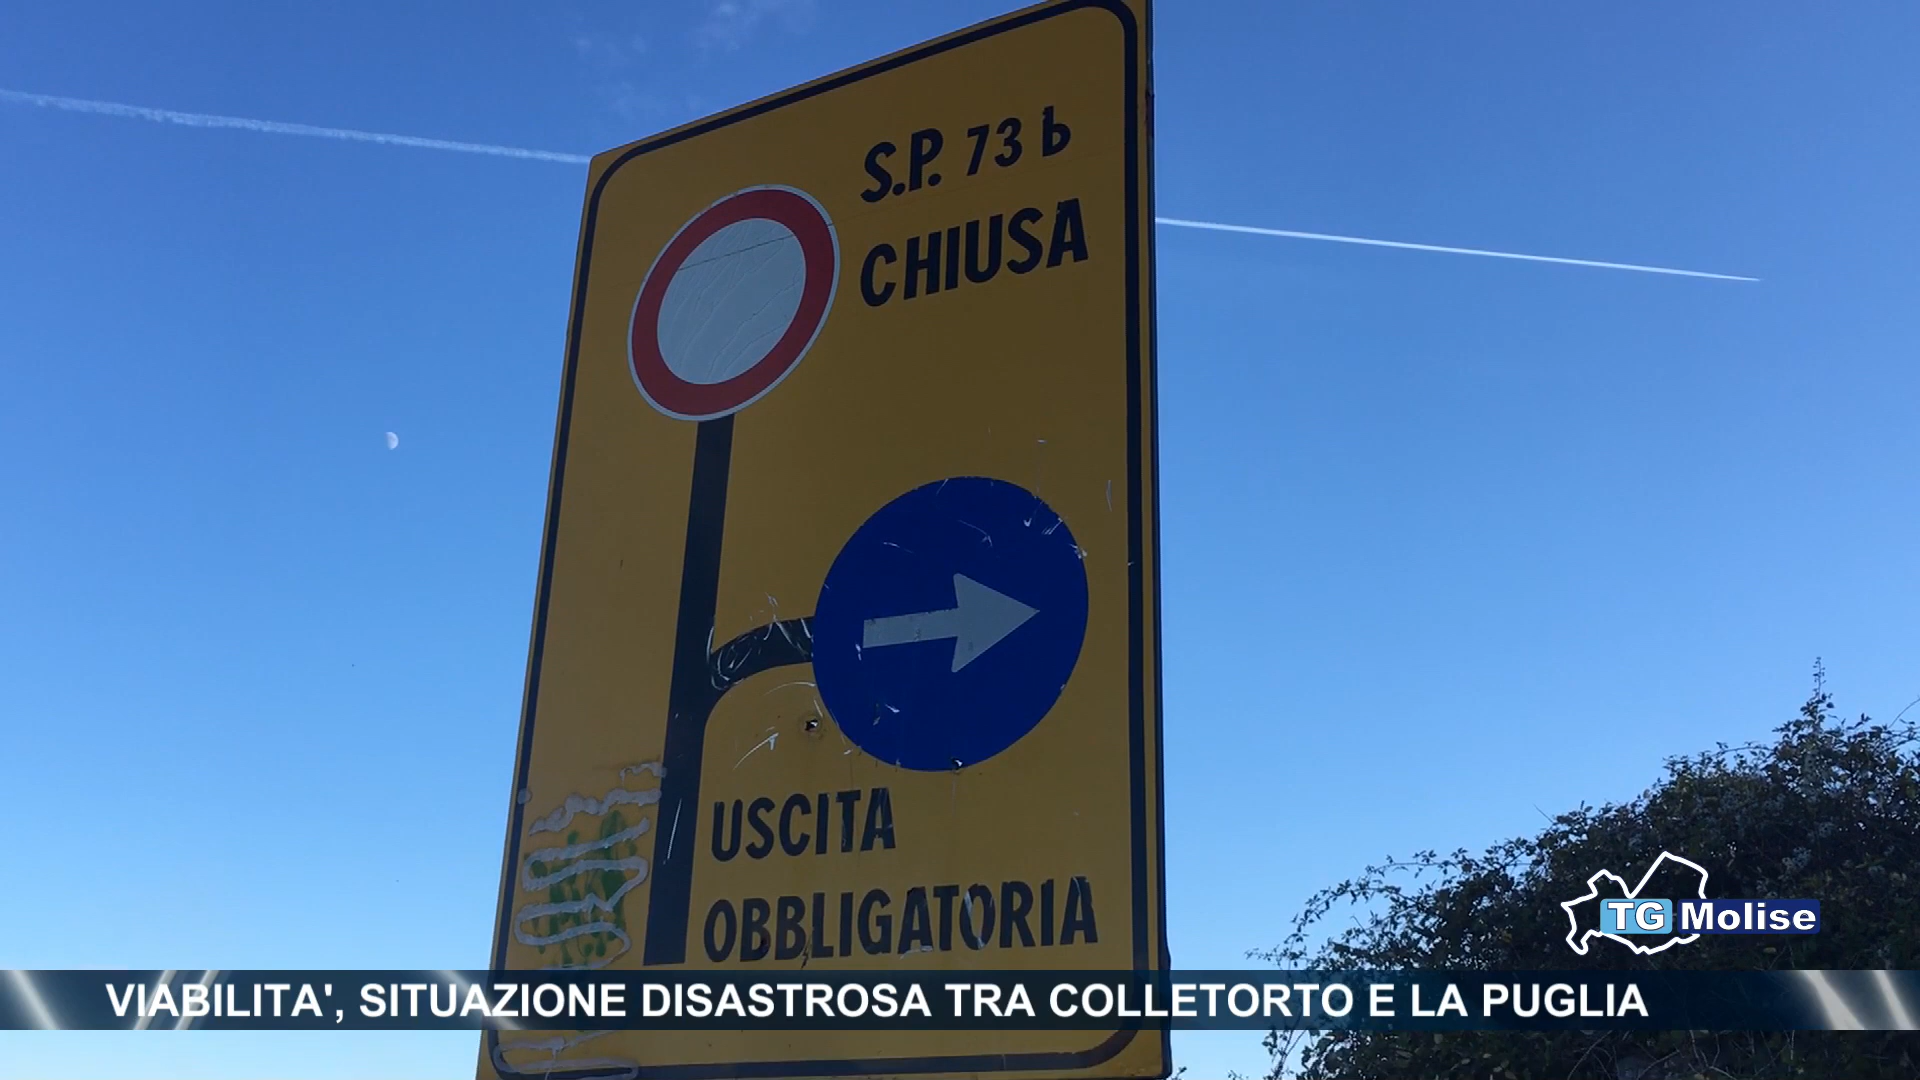 S.P. 73 b
CHIUSA
USCITA
OBBLIGATORIA
TG Molise
VIABILITA', SITUAZIONE DISASTROSA TRA COLLETORTO E LA PUGLIA